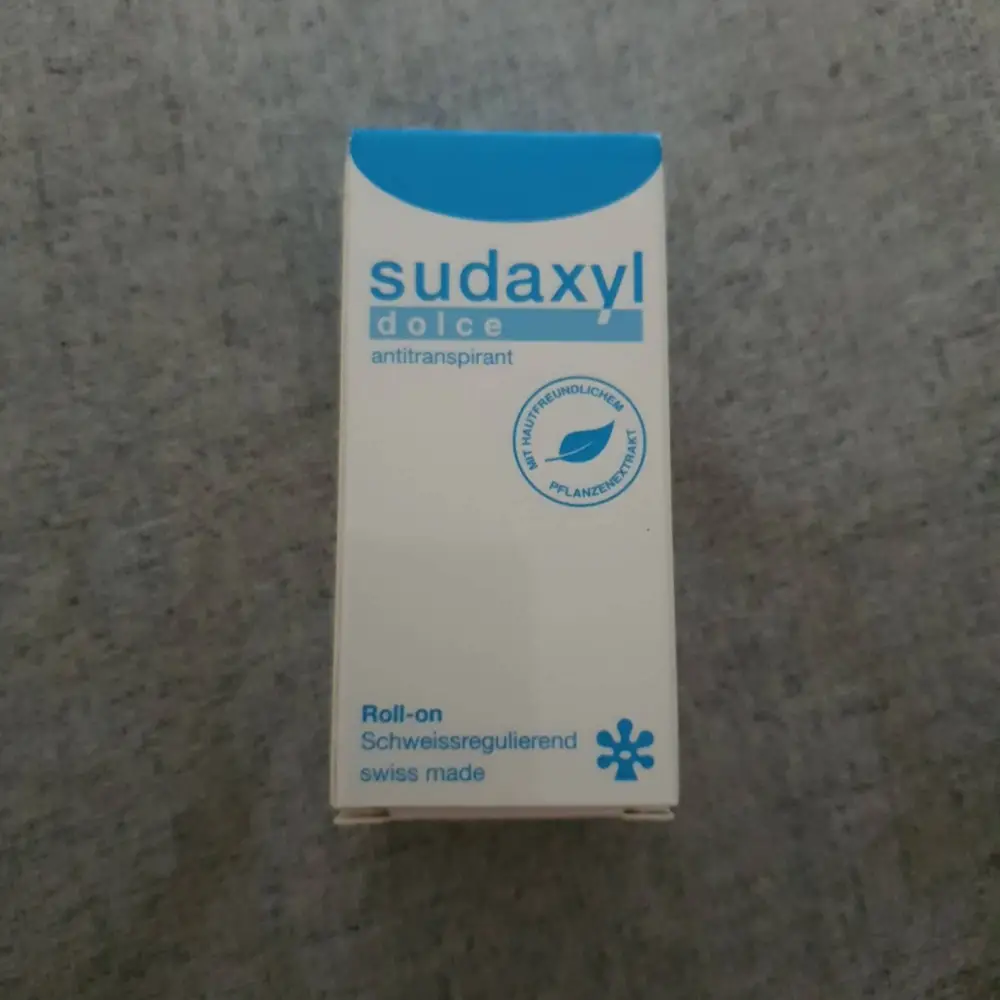 sudaxyl
dolce
antitranspirant
MIT HAUTFREUNDLICHEM
PFLANZENEXTRAKT
Roll-on
Schweissregulierend
swiss made